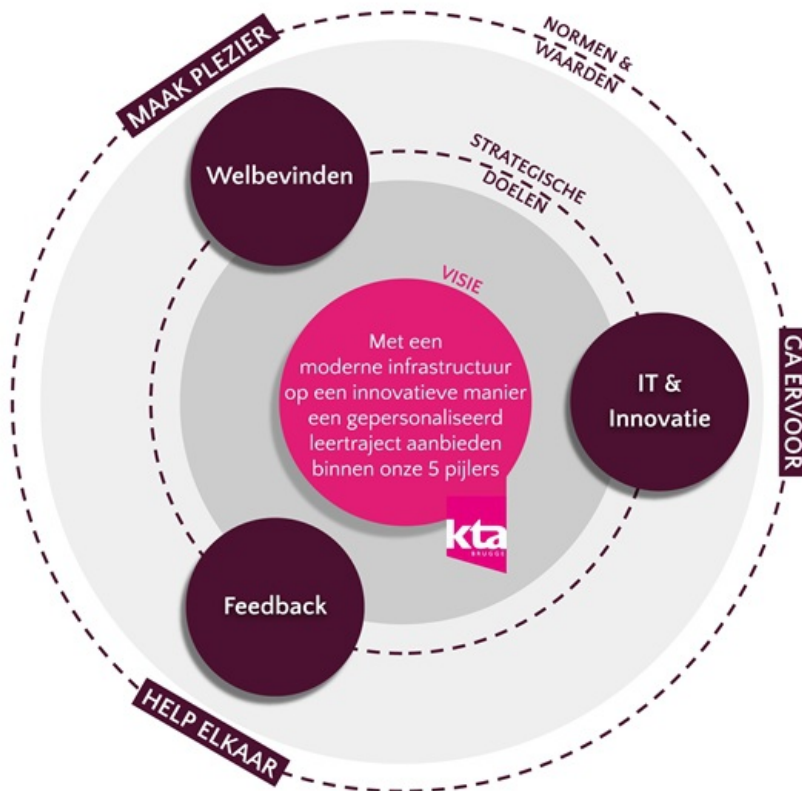 NORMEN &
WAARDEN
MAAK PLEZIER
STRATEGISCHE
DOELEN
Welbevinden
VISIE
Met een
moderne infrastructuur
op een innovatieve manier
een gepersonaliseerd
leertraject aanbieden
binnen onze 5 pijlers
IT &
Innovatie
GA ERVOOR
kta
BRUGGE
Feedback
HELP ELKAAR